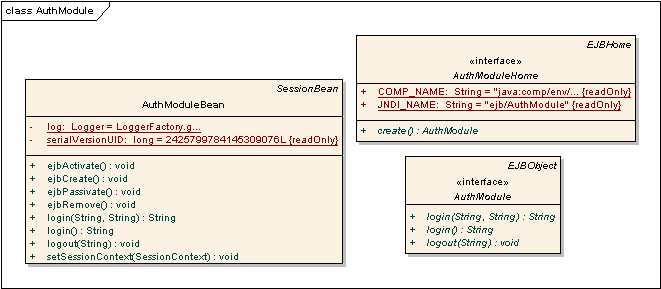 class AuthModule
SessionBean
AuthModuleBean
- log: Logger = LoggerFactory.g...
- serialVersionUID: long = 2425799784145309076L {readOnly}
+ ejbActivate() : void
+ ejbCreate() : void
+ ejbPassivate() : void
+ ejbRemove() : void
+ login(String, String) : String
+ login() : String
+ logout(String) : void
+ setSessionContext(SessionContext) : void
EJBHome
«interface»
AuthModuleHome
+ COMP_NAME: String = "java:comp/env/... {readOnly}
+ JNDI_NAME: String = "ejb/AuthModule" {readOnly}
+ create() : AuthModule
EJBObject
«interface»
AuthModule
+ login(String, String) : String
+ login() : String
+ logout(String) : void